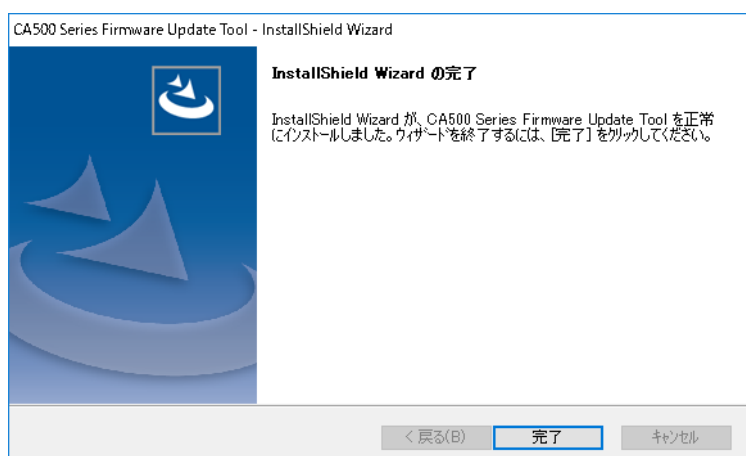 CA500 Series Firmware Update Tool - InstallShield Wizard
InstallShield Wizard の完了
InstallShield Wizard が、CA500 Series Firmware Update Tool を正常
にインストールしました。ウィザードを終了するには、[完了] をクリックしてください。
< 戻る(B)
完了
キャンセル